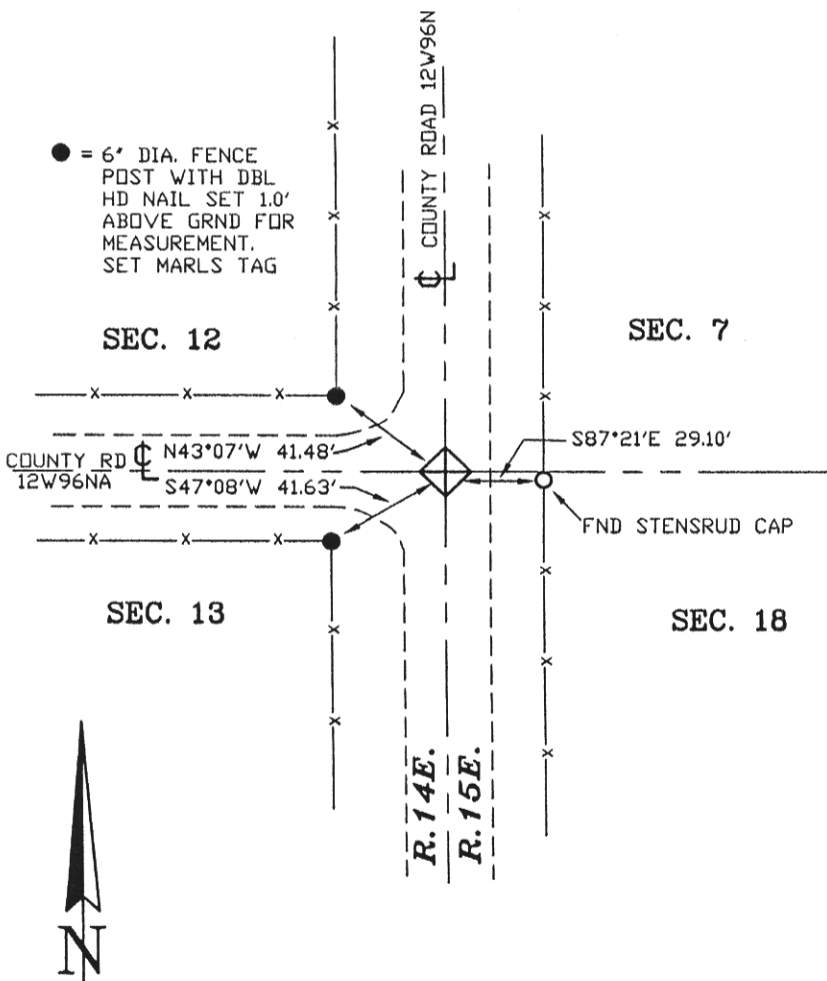 COUNTY ROAD 12W96N
= 6" DIA. FENCE
POST WITH DBL
HD NAIL SET 1.0'
ABOVE GRND FOR
MEASUREMENT.
SET MARLS TAG
SEC. 12
SEC. 7
COUNTY RD
12W96NA
N43°07'W 41.48'
S47°08'W 41.63'
S87°21'E 29.10'
FND STENSRUD CAP
SEC. 13
SEC. 18
R.14E.
R.15E.
N